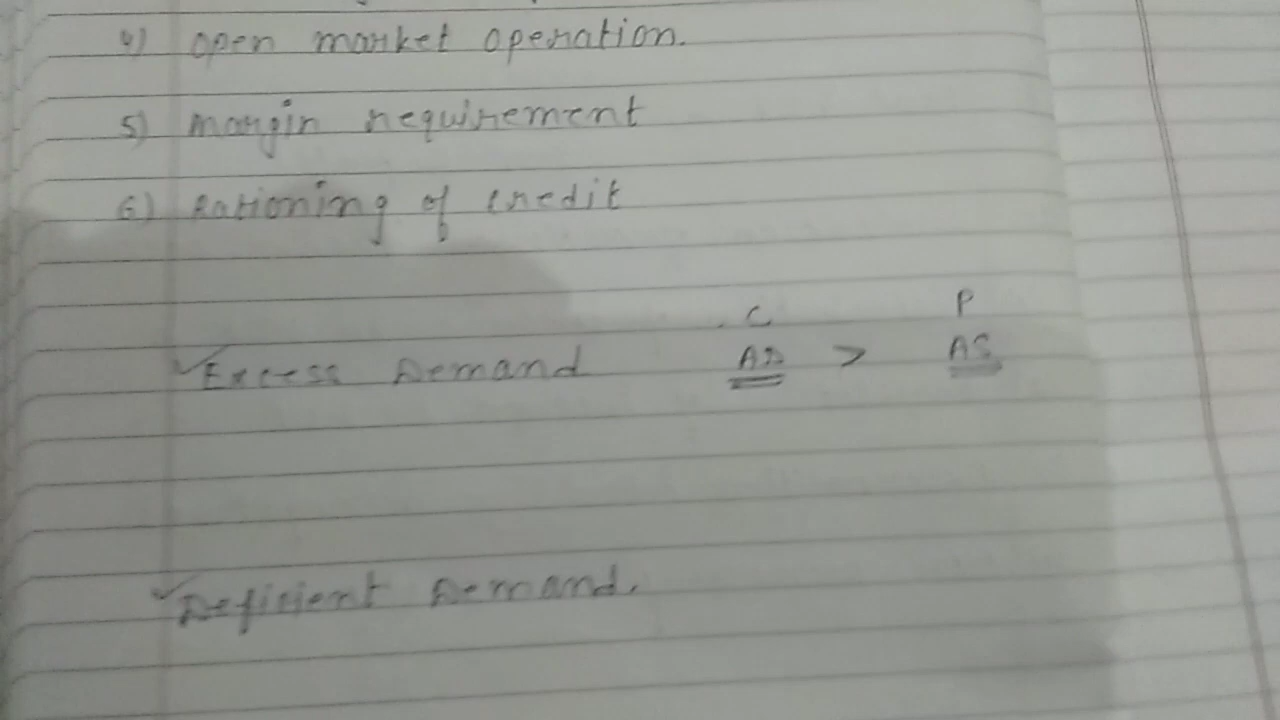 4) open market operation.
5) margin requirement
6) Rationing of credit
C P
Excess Demand AD > AS
Deficient Demand.